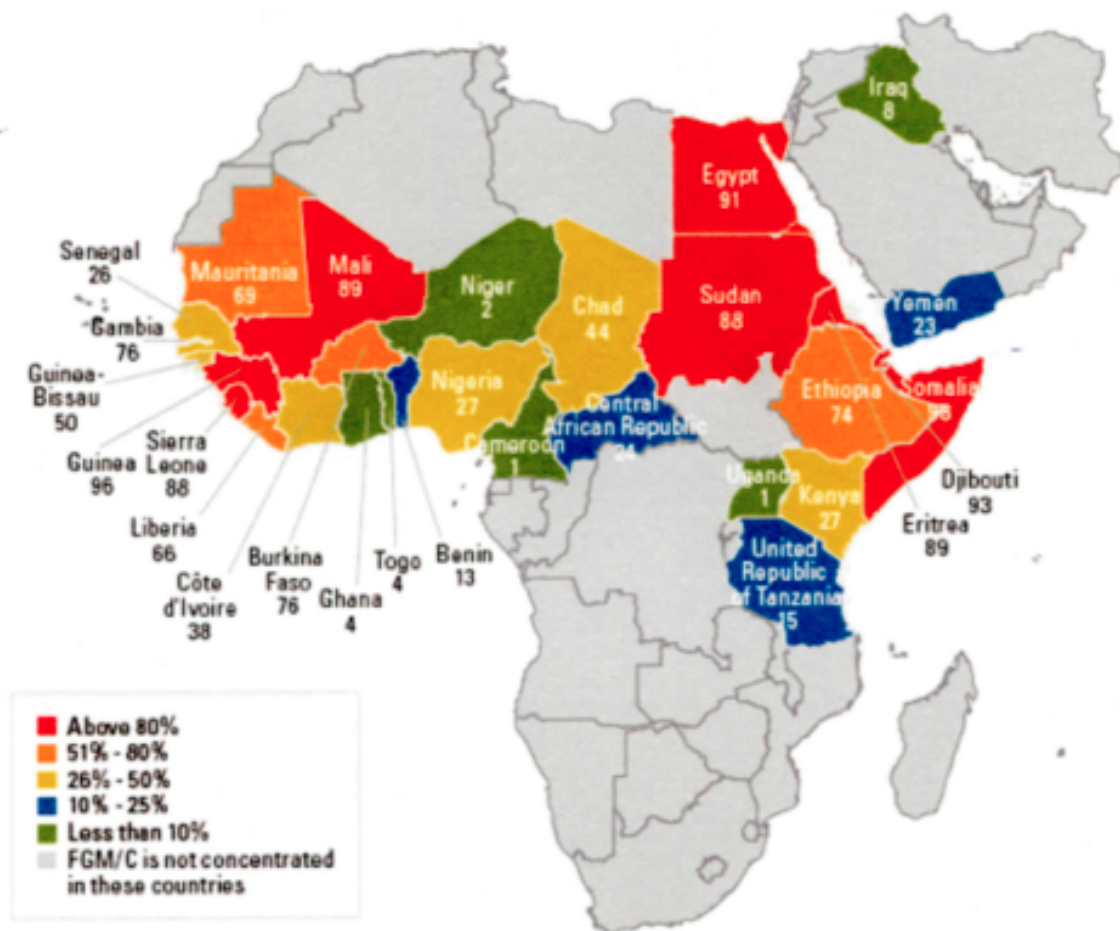 Iraq
8
Egypt
91
Senegal
26
Mauritania
69
Mali
89
Niger
2
Chad
44
Sudan
88
Yemen
23
Gambia
76
Guinea-
Bissau
50
Nigeria
27
Ethiopia
74
Somalia
98
Central
African Republic
24
Cameroon
1
Uganda
1
Kenya
27
Guinea
96
Sierra
Leone
88
Djibouti
93
Eritrea
89
Liberia
66
Côte
d'Ivoire
38
Burkina
Faso
76
Ghana
4
Togo
4
Benin
13
United
Republic
of Tanzania
15
Above 80%
51% - 80%
26% - 50%
10% - 25%
Less than 10%
FGM/C is not concentrated
in these countries